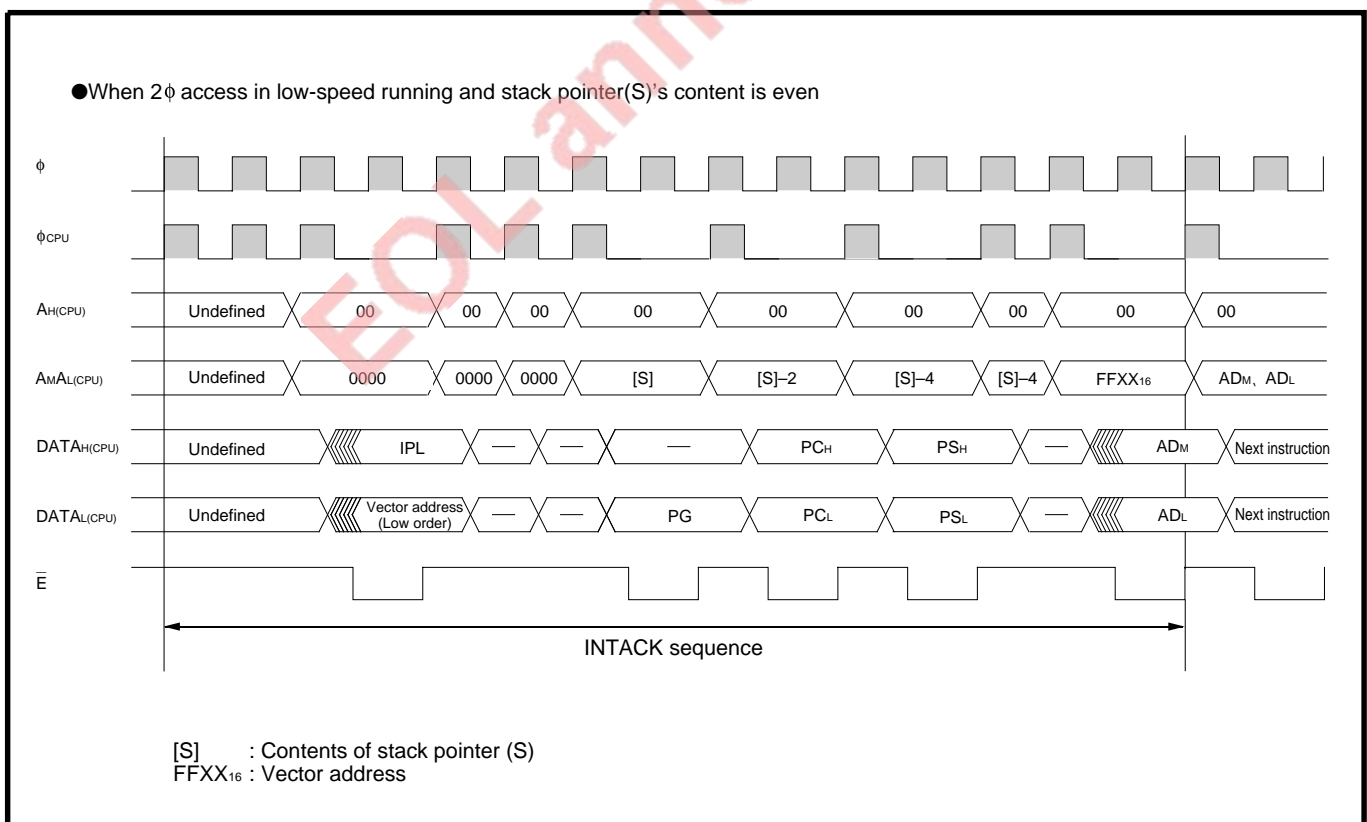 EOL ann
●When 2ϕ access in low-speed running and stack pointer(S)'s content is even
ϕ
ϕCPU
AH(CPU) Undefined 00 00 00 00 00 00 00 00 00
AMAL(CPU) Undefined 0000 0000 0000 [S] [S]–2 [S]–4 [S]–4 FFXX16 ADM、ADL
DATAH(CPU) Undefined IPL — — — PCH PSH — ADM Next instruction
DATAL(CPU) Undefined Vector address (Low order) — — PG PCL PSL — ADL Next instruction
E̅
INTACK sequence
[S] : Contents of stack pointer (S)
FFXX16 : Vector address